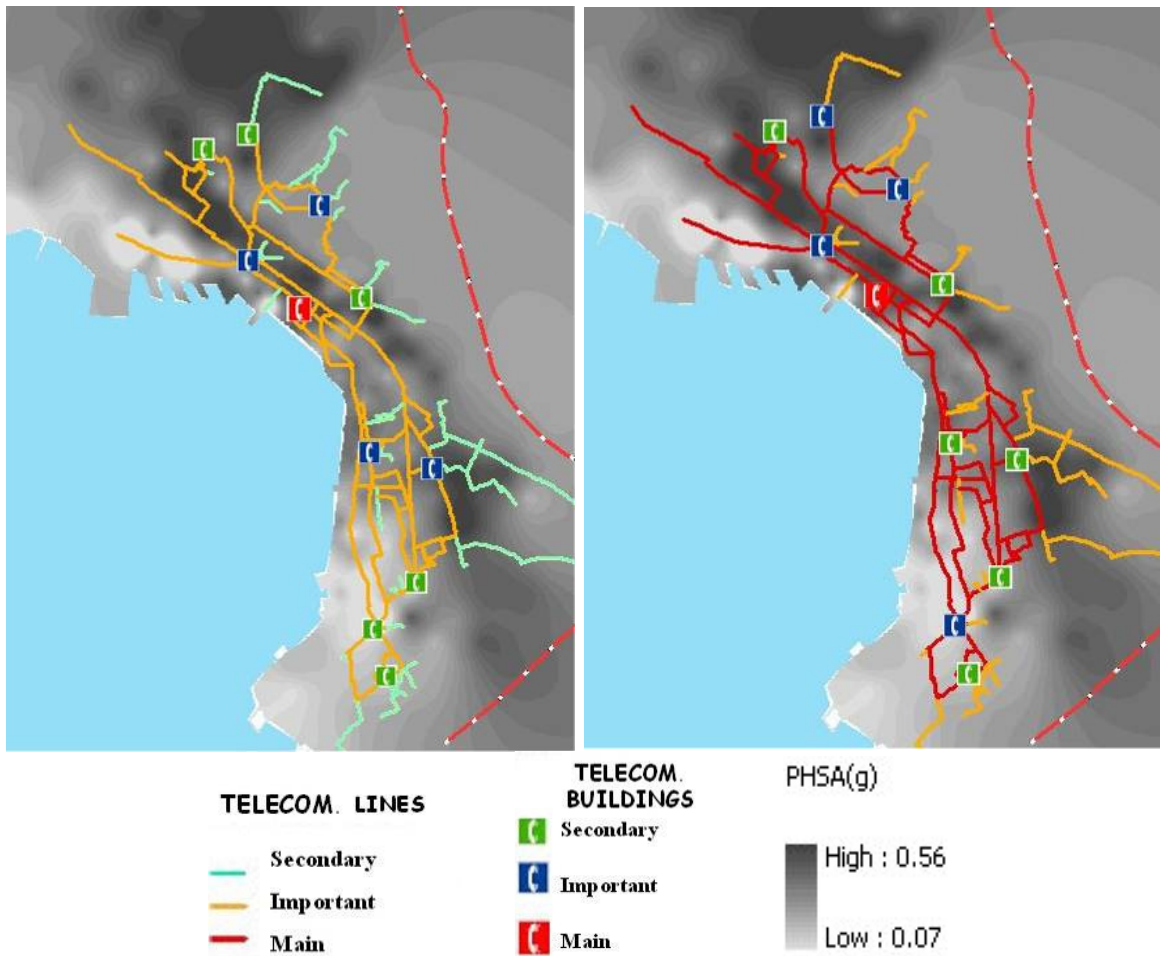 TELECOM. LINES
Secondary
Important
Main
TELECOM.
BUILDINGS
Secondary
Important
Main
PHSA(g)
High : 0.56
Low : 0.07